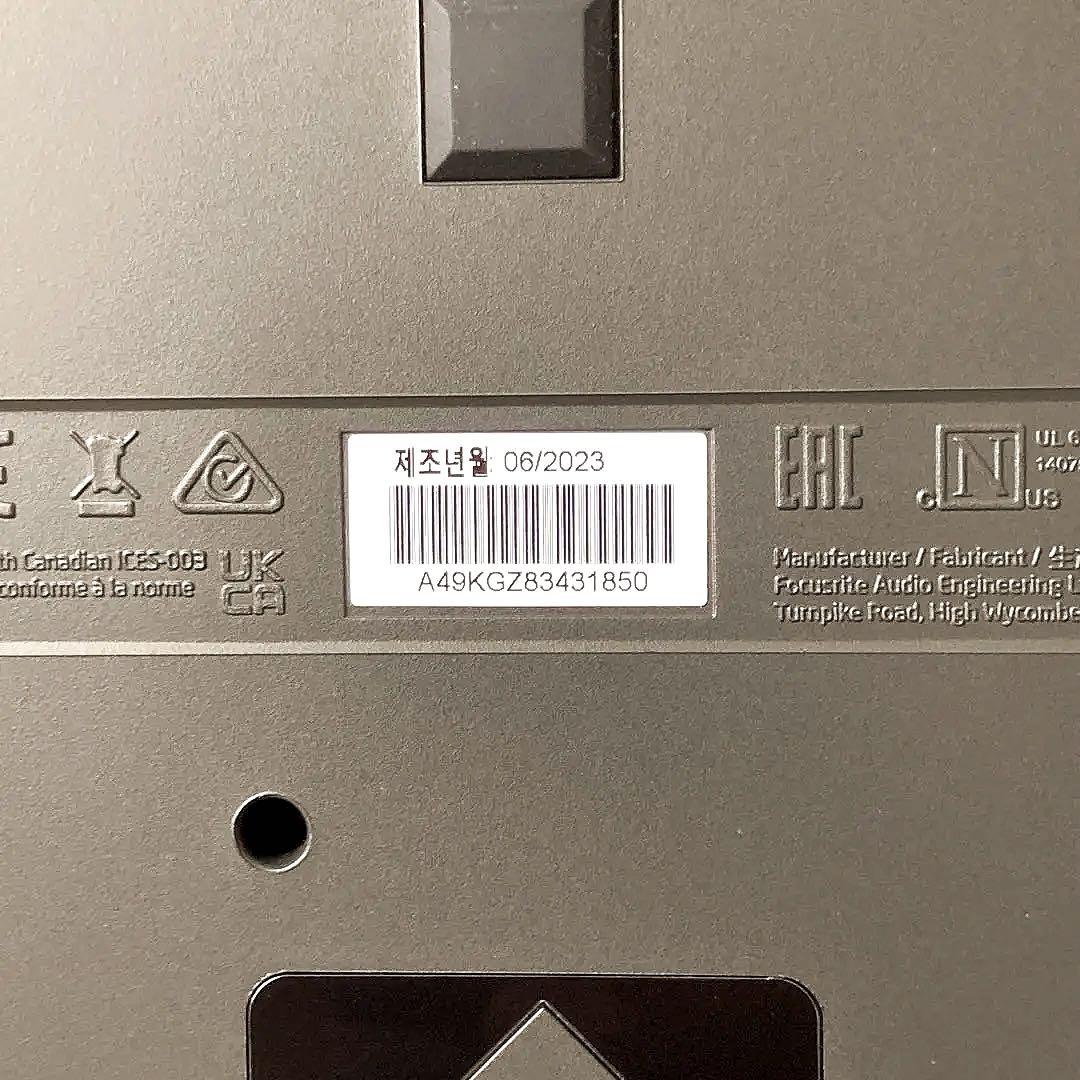 제조년월: 06/2023
A49KGZ83431850
EAC
N
UL
US
Canadian ICES-003
conforme à la norme
UK
CA
Manufacturer / Fabricant / 生
Focusrite Audio Engineering
Turnpike Road, High Wycombe